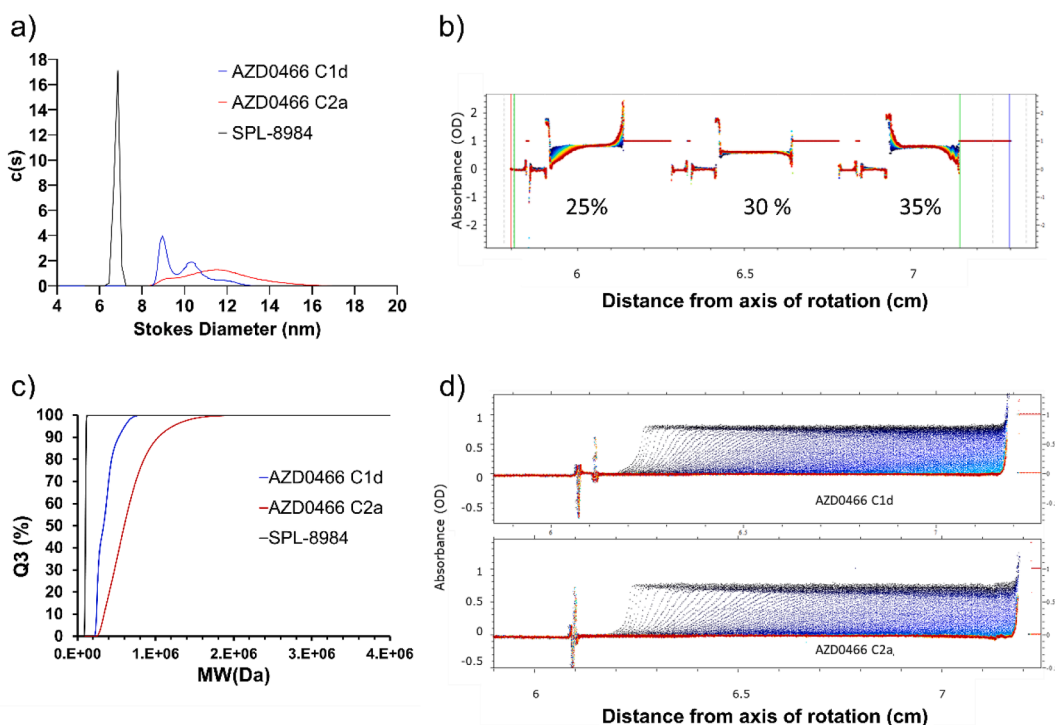 a)
18
16
14
12
10
8
6
4
2
0
c(s)
AZD0466 C1d
AZD0466 C2a
SPL-8984
4 6 8 10 12 14 16 18 20
Stokes Diameter (nm)
b)
Absorbance (OD)
2
1
0
-1
-2
25% 30 % 35%
6 6.5 7
Distance from axis of rotation (cm)
c)
100
90
80
70
60
50
40
30
20
10
0
Q3 (%)
AZD0466 C1d
AZD0466 C2a
SPL-8984
0.E+00 1.E+06 2.E+06 3.E+06 4.E+06
MW(Da)
d)
Absorbance (OD)
1
0.5
0
-0.5
AZD0466 C1d
6 6.5 7
1
0.5
0
-0.5
AZD0466 C2a
6 6.5 7
Distance from axis of rotation (cm)